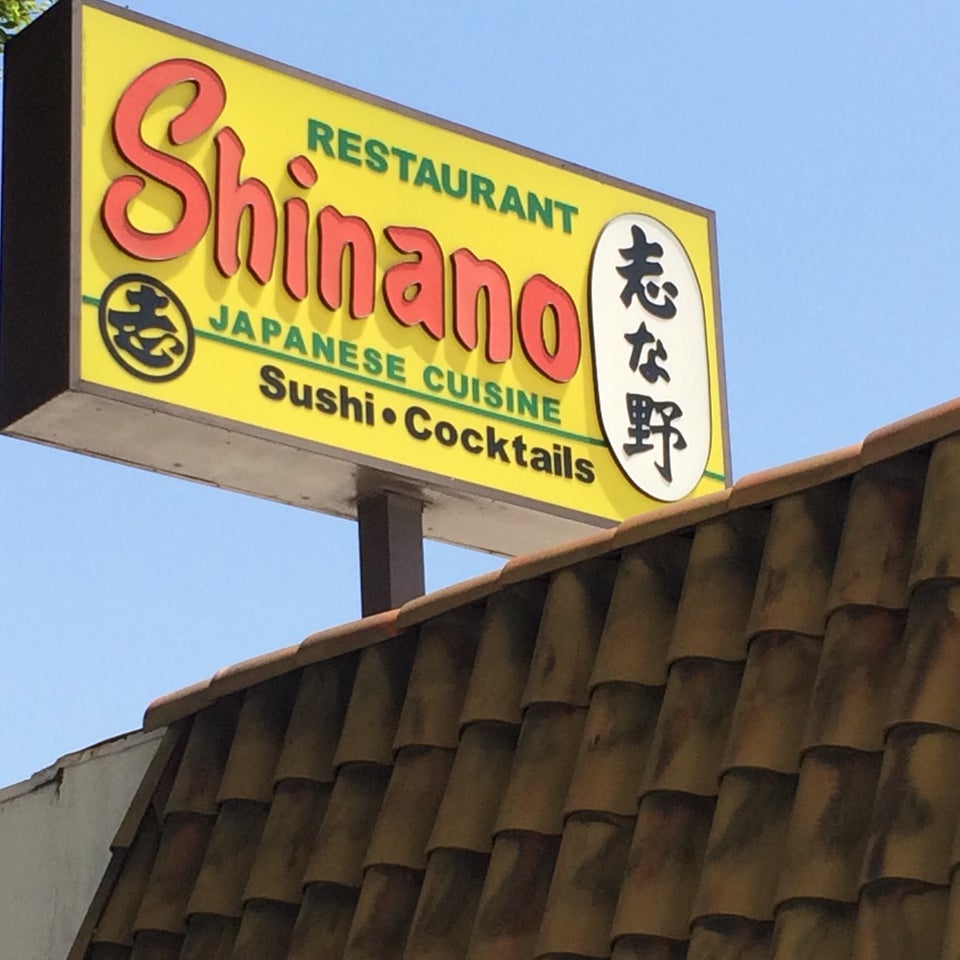 RESTAURANT
Shinano
志
JAPANESE CUISINE
Sushi • Cocktails
志な野